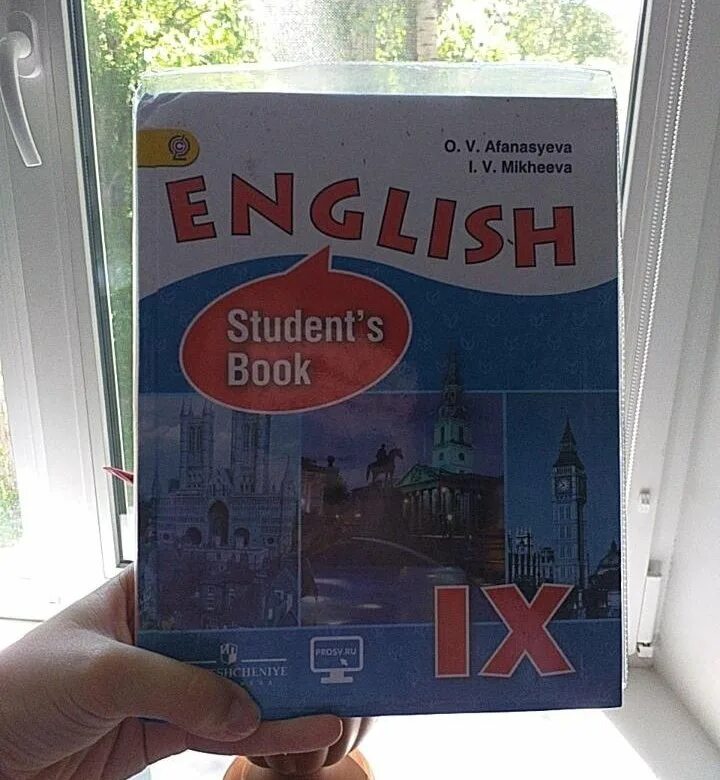 O. V. Afanasyeva
I. V. Mikheeva
ENGLISH
Student's
Book
IX
PROSV.RU